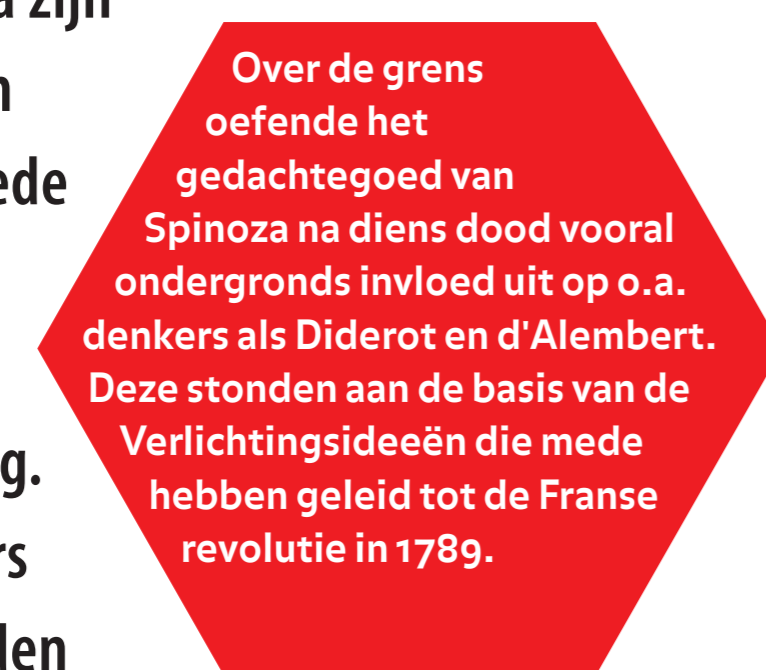 zijn
Over de grens
oefende het
gedachtegoed van
Spinoza na diens dood vooral
ondergronds invloed uit op o.a.
denkers als Diderot en d'Alembert.
Deze stonden aan de basis van de
Verlichtingsideeën die mede
hebben geleid tot de Franse
revolutie in 1789.